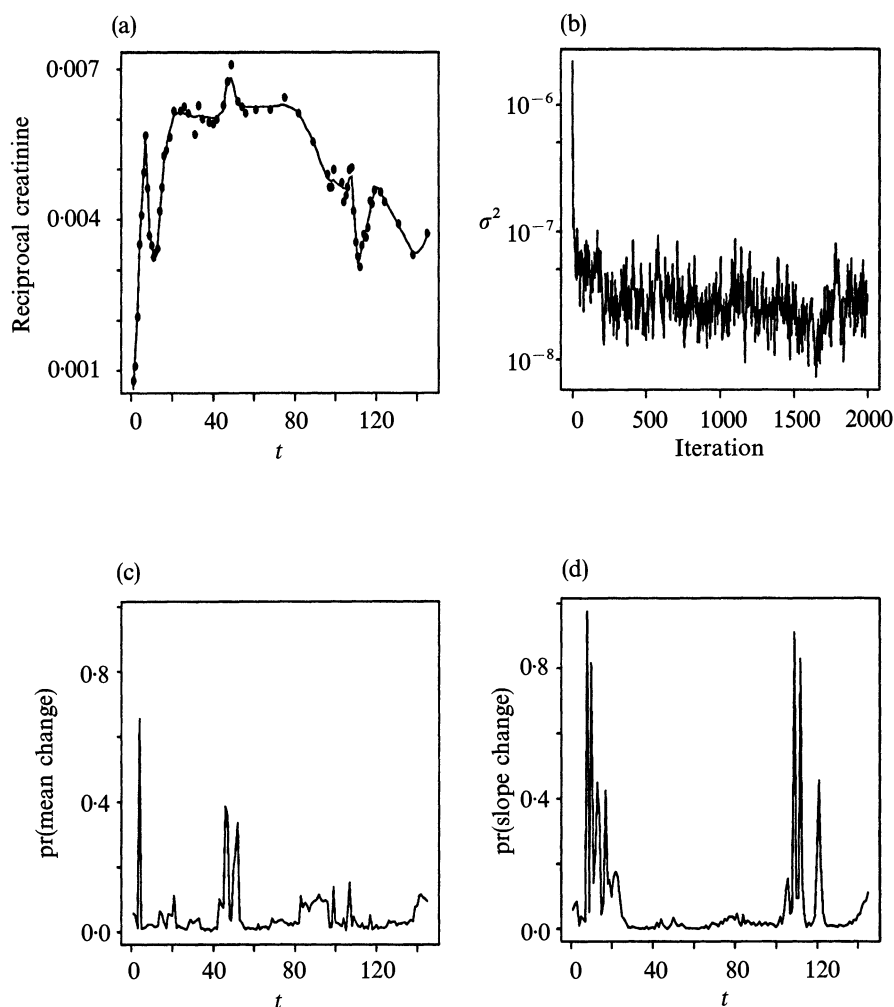 (a)
0·007
0·004
0·001
Reciprocal creatinine
0 40 80 120
t
(b)
10⁻⁶
10⁻⁷
10⁻⁸
σ²
0 500 1000 1500 2000
Iteration
(c)
0·8
0·4
0·0
pr(mean change)
0 40 80 120
t
(d)
0·8
0·4
0·0
pr(slope change)
0 40 80 120
t